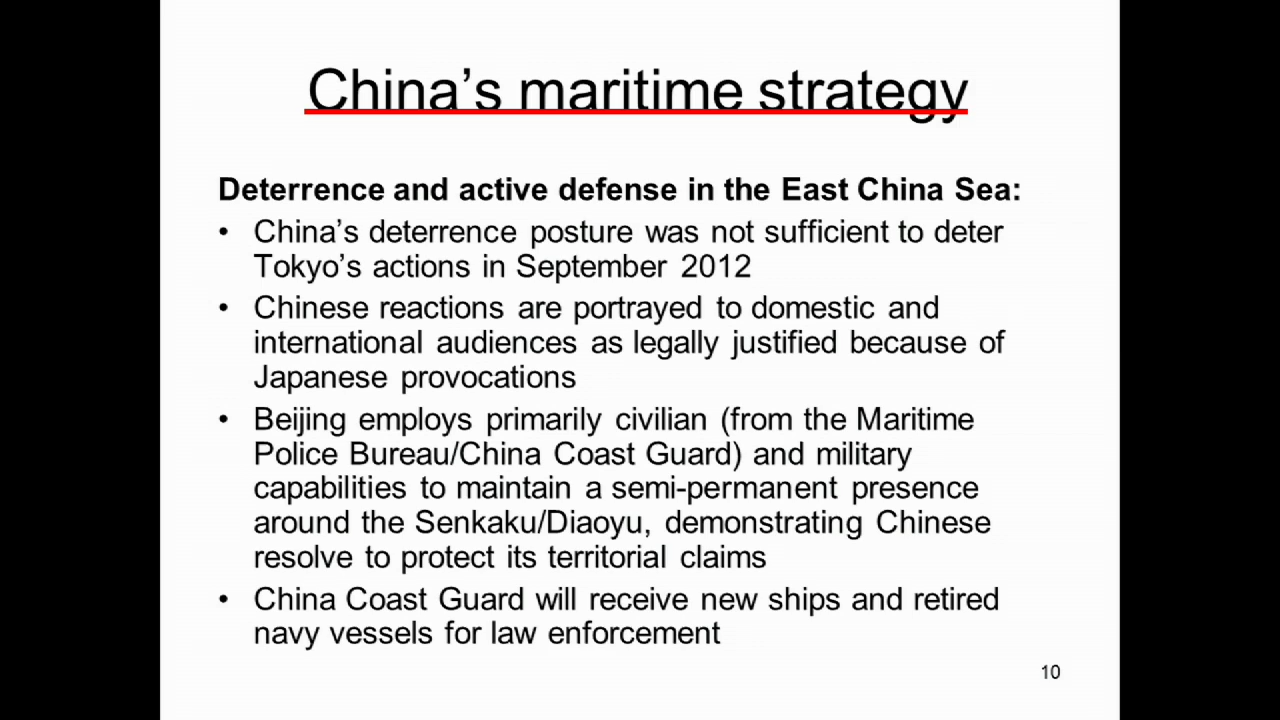 China’s maritime strategy
Deterrence and active defense in the East China Sea:
• China’s deterrence posture was not sufficient to deter
Tokyo’s actions in September 2012
• Chinese reactions are portrayed to domestic and
international audiences as legally justified because of
Japanese provocations
• Beijing employs primarily civilian (from the Maritime
Police Bureau/China Coast Guard) and military
capabilities to maintain a semi-permanent presence
around the Senkaku/Diaoyu, demonstrating Chinese
resolve to protect its territorial claims
• China Coast Guard will receive new ships and retired
navy vessels for law enforcement
10